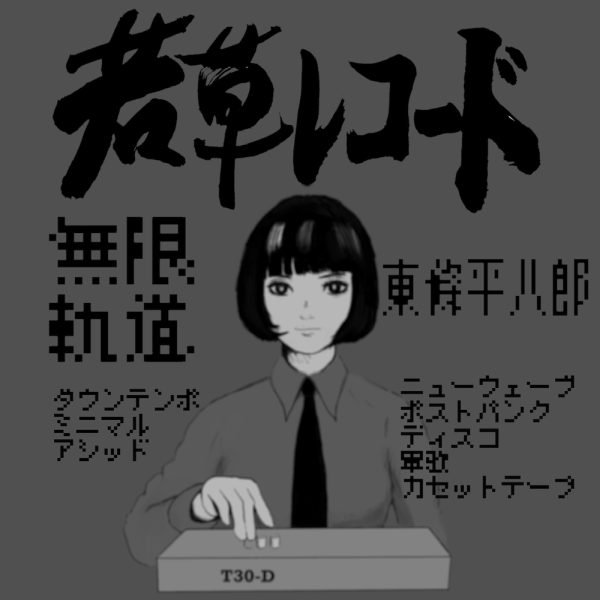 若草レコード
無限
軌道
東條平八郎
ダウンテンポ
ミニマル
アシッド
ニューウェーブ
ポストパンク
ディスコ
軍歌
カセットテープ
T30-D